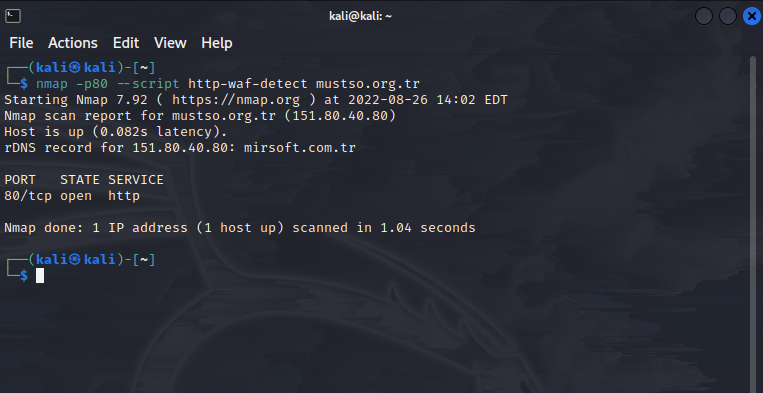 kali@kali: ~
File Actions Edit View Help
┌──(kali㉿kali)-[~]
└─$ nmap -p80 --script http-waf-detect mustso.org.tr
Starting Nmap 7.92 ( https://nmap.org ) at 2022-08-26 14:02 EDT
Nmap scan report for mustso.org.tr (151.80.40.80)
Host is up (0.082s latency).
rDNS record for 151.80.40.80: mirsoft.com.tr
PORT   STATE SERVICE
80/tcp open  http
Nmap done: 1 IP address (1 host up) scanned in 1.04 seconds
┌──(kali㉿kali)-[~]
└─$